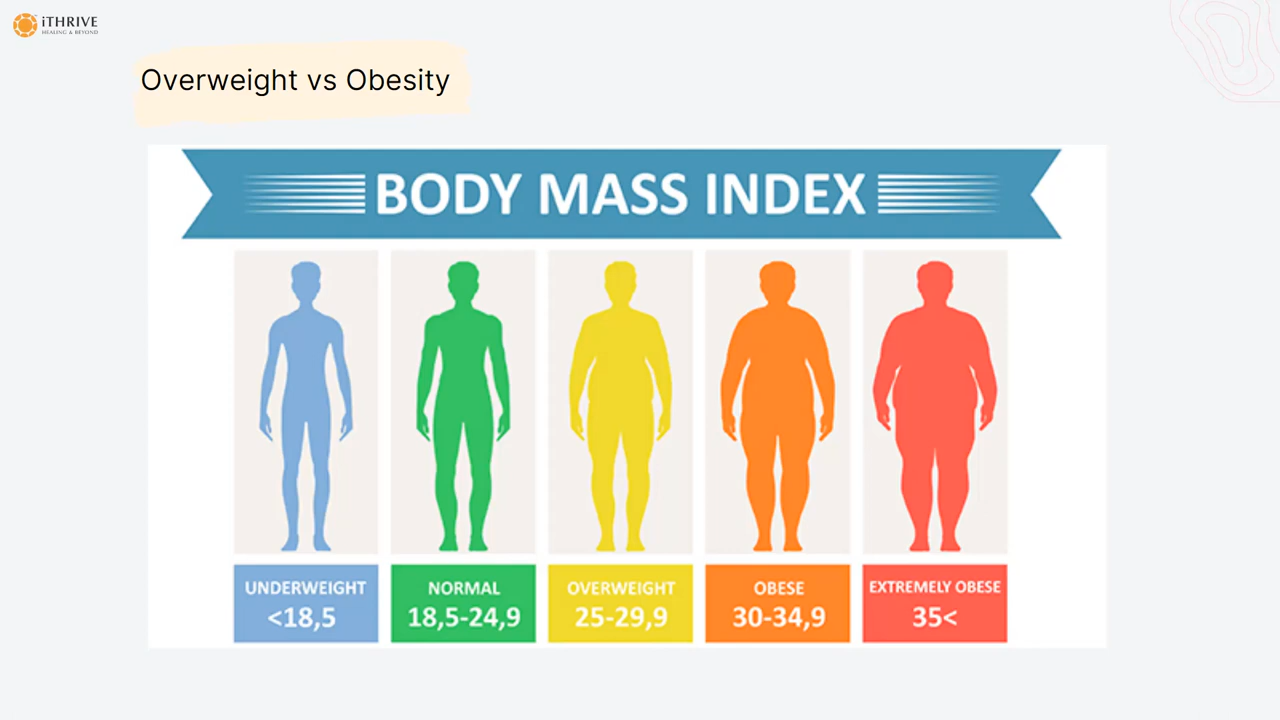 iTHRIVE
HEALING & BEYOND
Overweight vs Obesity
BODY MASS INDEX
UNDERWEIGHT
<18,5
NORMAL
18,5-24,9
OVERWEIGHT
25-29,9
OBESE
30-34,9
EXTREMELY OBESE
35<